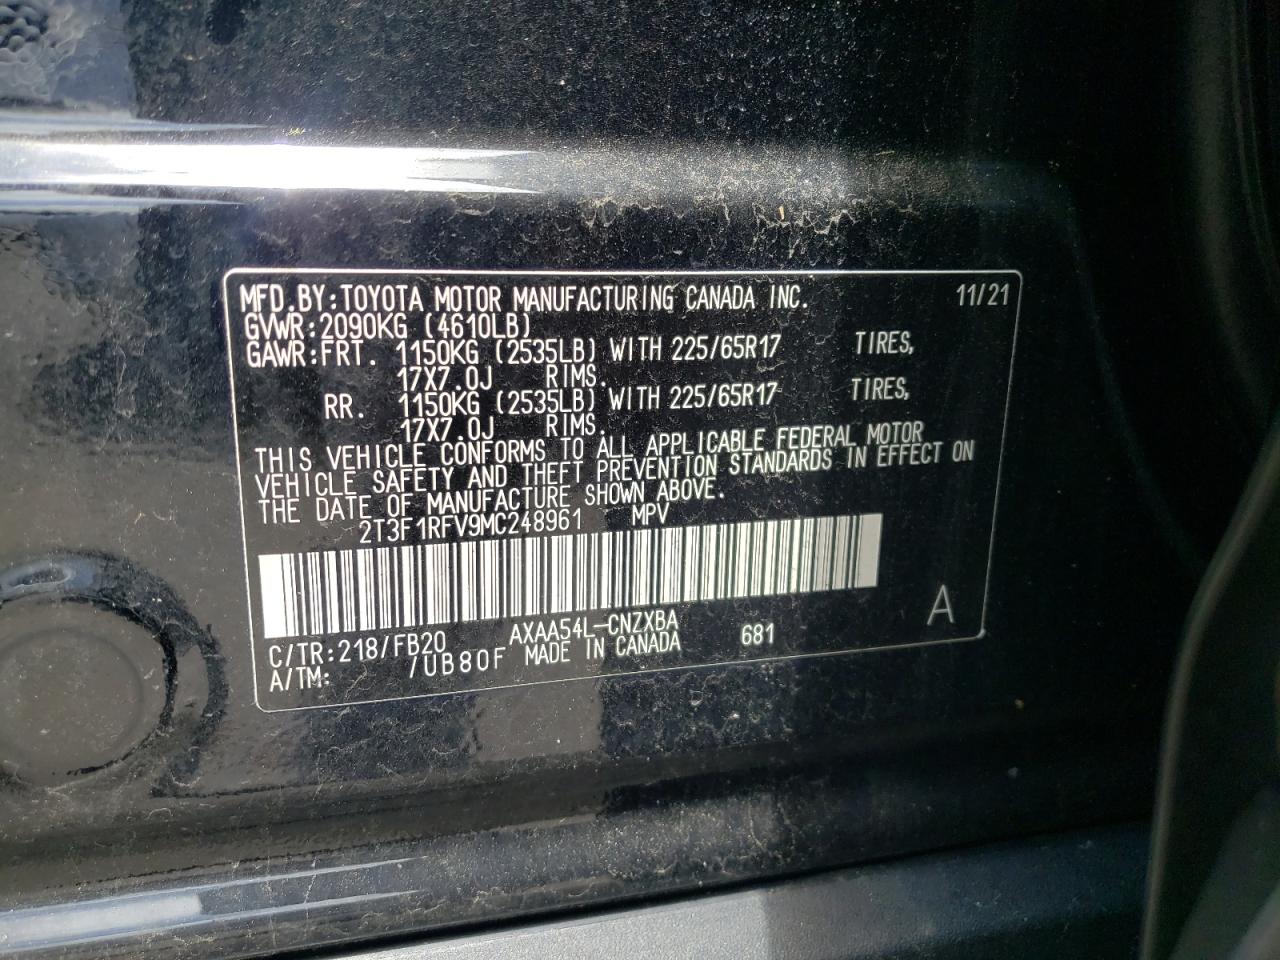 MFD.BY:TOYOTA MOTOR MANUFACTURING CANADA INC. 11/21
GVWR:2090KG (4610LB)
GAWR:FRT. 1150KG (2535LB) WITH 225/65R17 TIRES,
17X7.0J RIMS.
RR. 1150KG (2535LB) WITH 225/65R17 TIRES,
17X7.0J RIMS.
THIS VEHICLE CONFORMS TO ALL APPLICABLE FEDERAL MOTOR
VEHICLE SAFETY AND THEFT PREVENTION STANDARDS IN EFFECT ON
THE DATE OF MANUFACTURE SHOWN ABOVE.
2T3F1RFV9MC248961 MPV
A
C/TR:218/FB20 AXAA54L-CNZXBA 681
A/TM: /UB80F MADE IN CANADA